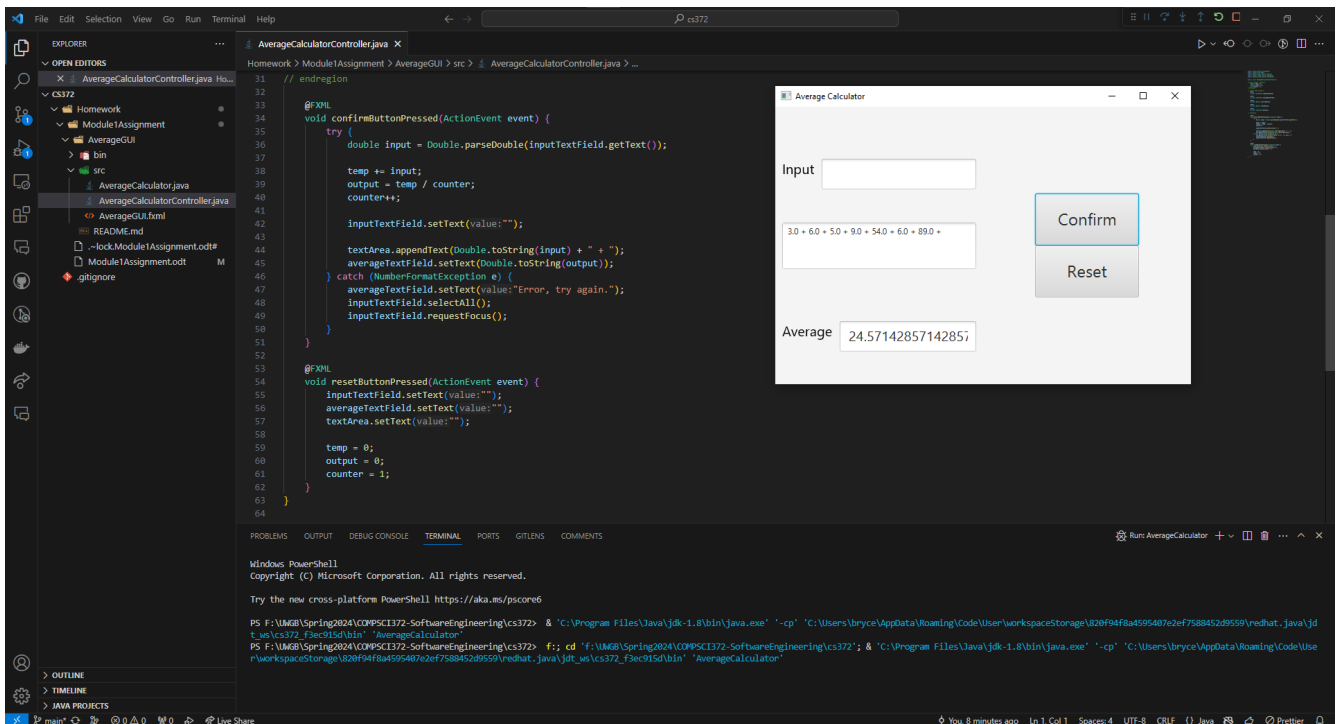 File Edit Selection View Go Run Terminal Help
cs372
EXPLORER
AverageCalculatorController.java
OPEN EDITORS
AverageCalculatorController.java Ho...
CS372
Homework
Module1Assignment
AverageGUI
bin
src
AverageCalculator.java
AverageCalculatorController.java
AverageGUI.fxml
README.md
.~lock.Module1Assignment.odt#
Module1Assignment.odt M
.gitignore
OUTLINE
TIMELINE
JAVA PROJECTS
Homework > Module1Assignment > AverageGUI > src > AverageCalculatorController.java > ...
31 // endregion
32
33 @FXML
34 void confirmButtonPressed(ActionEvent event) {
35 try {
36 double input = Double.parseDouble(inputTextField.getText());
37
38 temp += input;
39 output = temp / counter;
40 counter++;
41
42 inputTextField.setText(value:"");
43
44 textArea.appendText(Double.toString(input) + " + ");
45 averageTextField.setText(Double.toString(output));
46 } catch (NumberFormatException e) {
47 averageTextField.setText(value:"Error, try again.");
48 inputTextField.selectAll();
49 inputTextField.requestFocus();
50 }
51 }
52
53 @FXML
54 void resetButtonPressed(ActionEvent event) {
55 inputTextField.setText(value:"");
56 averageTextField.setText(value:"");
57 textArea.setText(value:"");
58
59 temp = 0;
60 output = 0;
61 counter = 1;
62 }
63 }
64
Average Calculator
Input
Confirm
3.0 + 6.0 + 5.0 + 9.0 + 54.0 + 6.0 + 89.0 +
Reset
Average 24.57142857142857
PROBLEMS OUTPUT DEBUG CONSOLE TERMINAL PORTS GITLENS COMMENTS
Run: AverageCalculator
Windows PowerShell
Copyright (C) Microsoft Corporation. All rights reserved.
Try the new cross-platform PowerShell https://aka.ms/pscore6
PS F:\UWGB\Spring2024\COMPSCI372-SoftwareEngineering\cs372> & 'C:\Program Files\Java\jdk-1.8\bin\java.exe' '-cp' 'C:\Users\bryce\AppData\Roaming\Code\User\workspaceStorage\820f94f8a4595407e2ef7588452d9559\redhat.java\jd
t_ws\cs372_f3ec915d\bin' 'AverageCalculator'
PS F:\UWGB\Spring2024\COMPSCI372-SoftwareEngineering\cs372> f:; cd 'f:\UWGB\Spring2024\COMPSCI372-SoftwareEngineering\cs372'; & 'C:\Program Files\Java\jdk-1.8\bin\java.exe' '-cp' 'C:\Users\bryce\AppData\Roaming\Code\Use
r\workspaceStorage\820f94f8a4595407e2ef7588452d9559\redhat.java\jdt_ws\cs372_f3ec915d\bin' 'AverageCalculator'
main* 0 0 0 Live Share
You, 8 minutes ago Ln 1, Col 1 Spaces: 4 UTF-8 CRLF {} Java Prettier